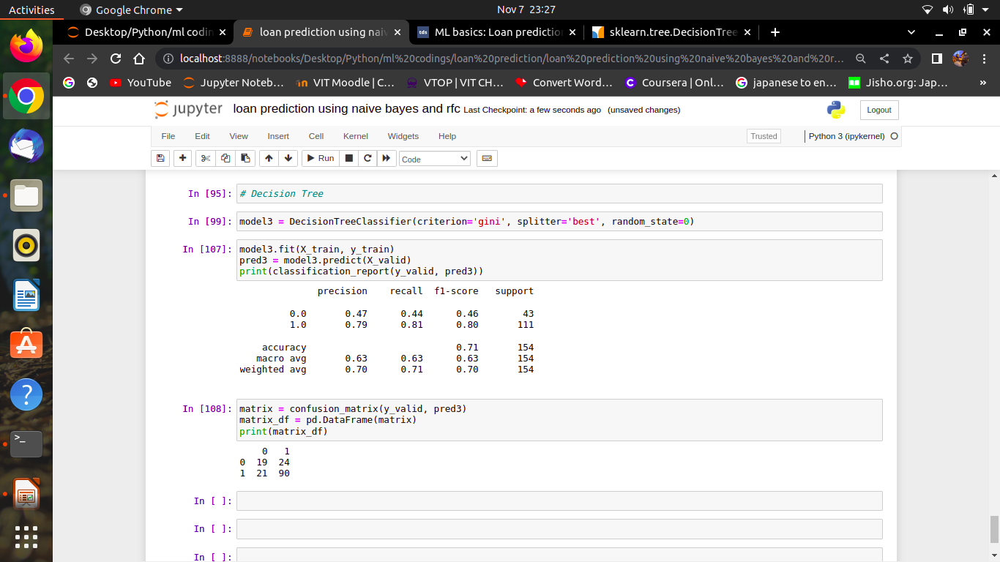 Activities
Google Chrome
Nov 7 23:27
Desktop/Python/ml codin
loan prediction using naiv
tds
ML basics: Loan prediction
sklearn.tree.DecisionTree
localhost:8888/notebooks/Desktop/Python/ml%20codings/loan%20prediction/loan%20prediction%20using%20naive%20bayes%20and%20r...
YouTube
Jupyter Noteb...
VIT Moodle | C...
VTOP | VIT CH...
Convert Word...
Coursera | Onl...
japanese to en...
Jisho.org: Jap...
»
jupyter
loan prediction using naive bayes and rfc Last Checkpoint: a few seconds ago (unsaved changes)
Logout
File Edit View Insert Cell Kernel Widgets Help
Trusted
Python 3 (ipykernel)
Run
Code
In [95]: # Decision Tree
In [99]: model3 = DecisionTreeClassifier(criterion='gini', splitter='best', random_state=0)
In [107]: model3.fit(X_train, y_train)
pred3 = model3.predict(X_valid)
print(classification_report(y_valid, pred3))
precision recall f1-score support
0.0 0.47 0.44 0.46 43
1.0 0.79 0.81 0.80 111
accuracy 0.71 154
macro avg 0.63 0.63 0.63 154
weighted avg 0.70 0.71 0.70 154
In [108]: matrix = confusion_matrix(y_valid, pred3)
matrix_df = pd.DataFrame(matrix)
print(matrix_df)
0 1
0 19 24
1 21 90
In [ ]:
In [ ]:
In [ ]: